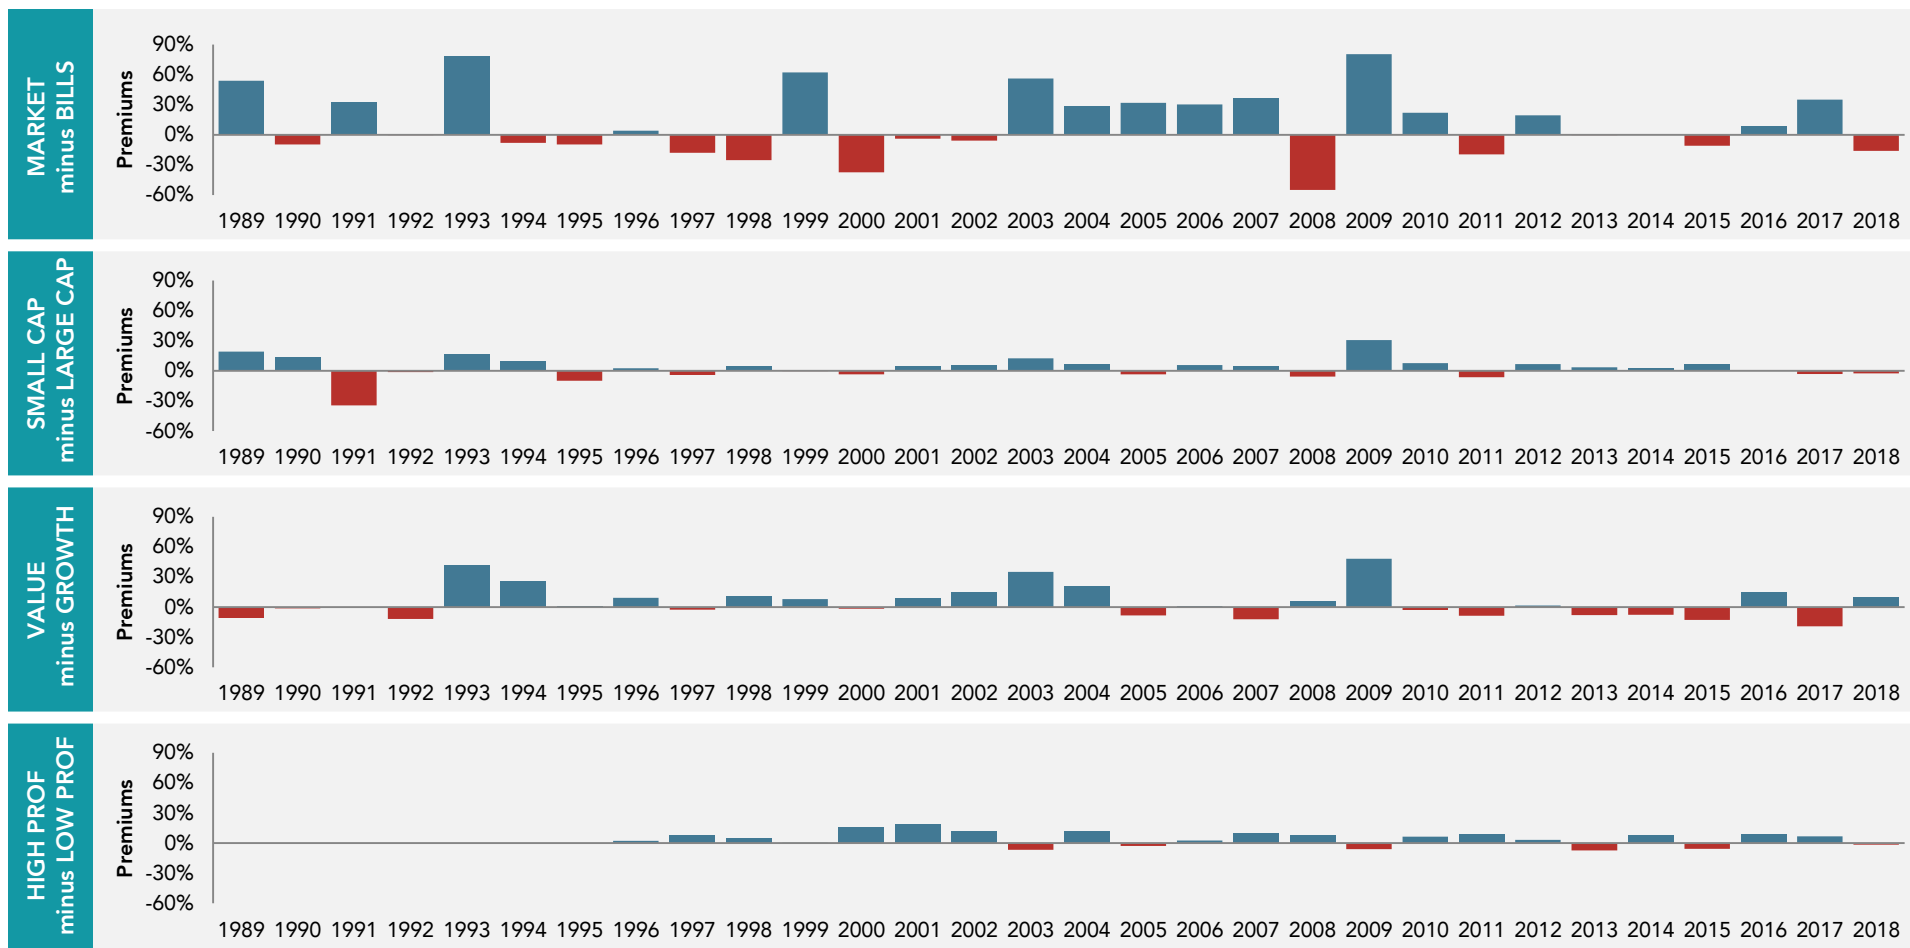 MARKET
minus BILLS
Premiums
90%
60%
30%
0%
-30%
-60%
1989 1990 1991 1992 1993 1994 1995 1996 1997 1998 1999 2000 2001 2002 2003 2004 2005 2006 2007 2008 2009 2010 2011 2012 2013 2014 2015 2016 2017 2018
SMALL CAP
minus LARGE CAP
Premiums
90%
60%
30%
0%
-30%
-60%
1989 1990 1991 1992 1993 1994 1995 1996 1997 1998 1999 2000 2001 2002 2003 2004 2005 2006 2007 2008 2009 2010 2011 2012 2013 2014 2015 2016 2017 2018
VALUE
minus GROWTH
Premiums
90%
60%
30%
0%
-30%
-60%
1989 1990 1991 1992 1993 1994 1995 1996 1997 1998 1999 2000 2001 2002 2003 2004 2005 2006 2007 2008 2009 2010 2011 2012 2013 2014 2015 2016 2017 2018
HIGH PROF
minus LOW PROF
Premiums
90%
60%
30%
0%
-30%
-60%
1989 1990 1991 1992 1993 1994 1995 1996 1997 1998 1999 2000 2001 2002 2003 2004 2005 2006 2007 2008 2009 2010 2011 2012 2013 2014 2015 2016 2017 2018